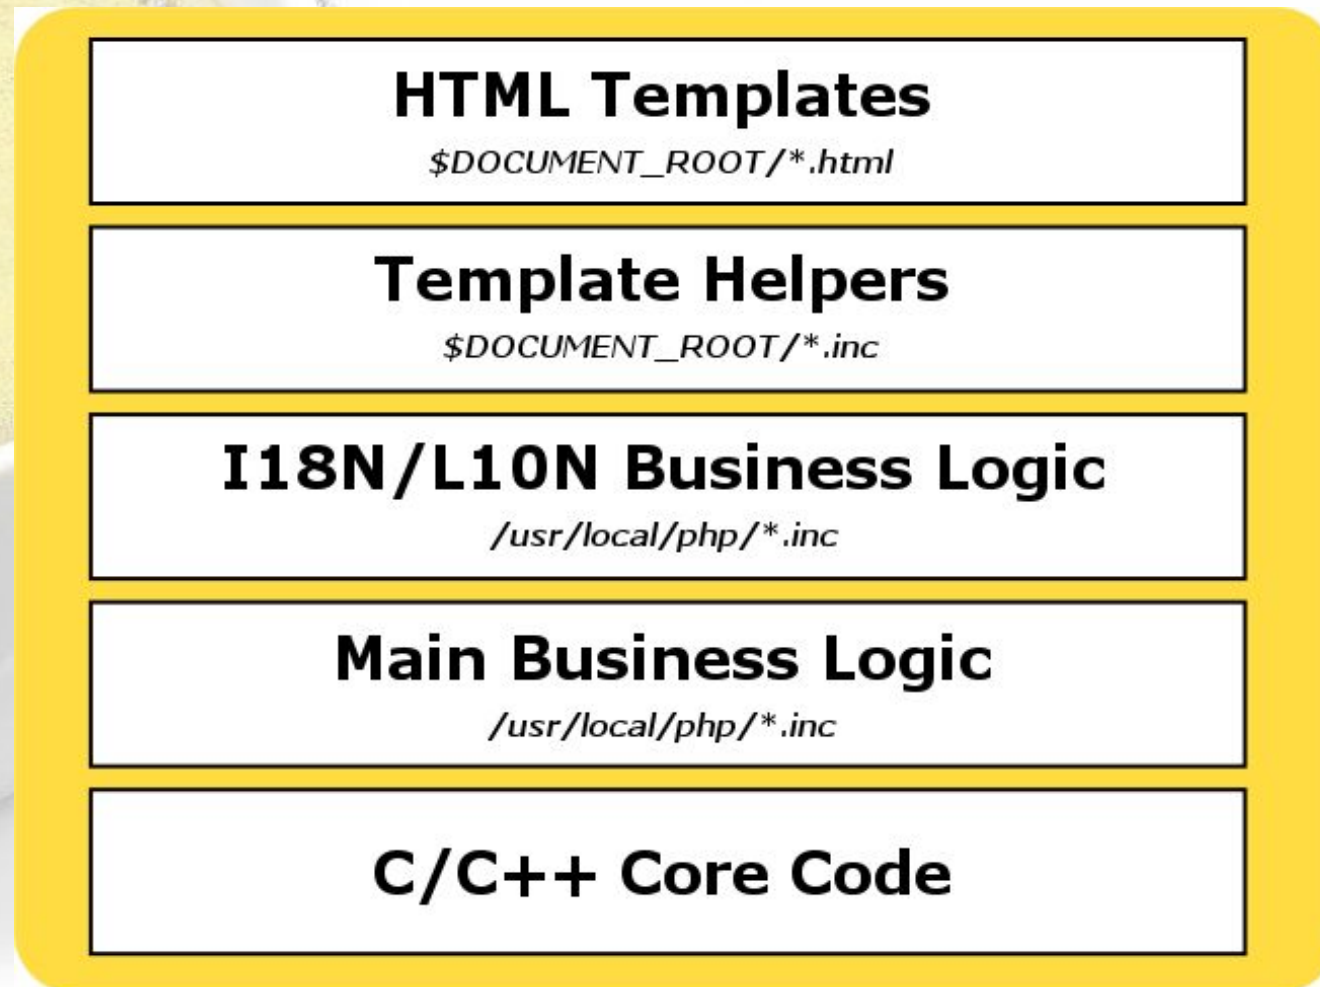 HTML Templates
$DOCUMENT_ROOT/*.html
Template Helpers
$DOCUMENT_ROOT/*.inc
I18N/L10N Business Logic
/usr/local/php/*.inc
Main Business Logic
/usr/local/php/*.inc
C/C++ Core Code